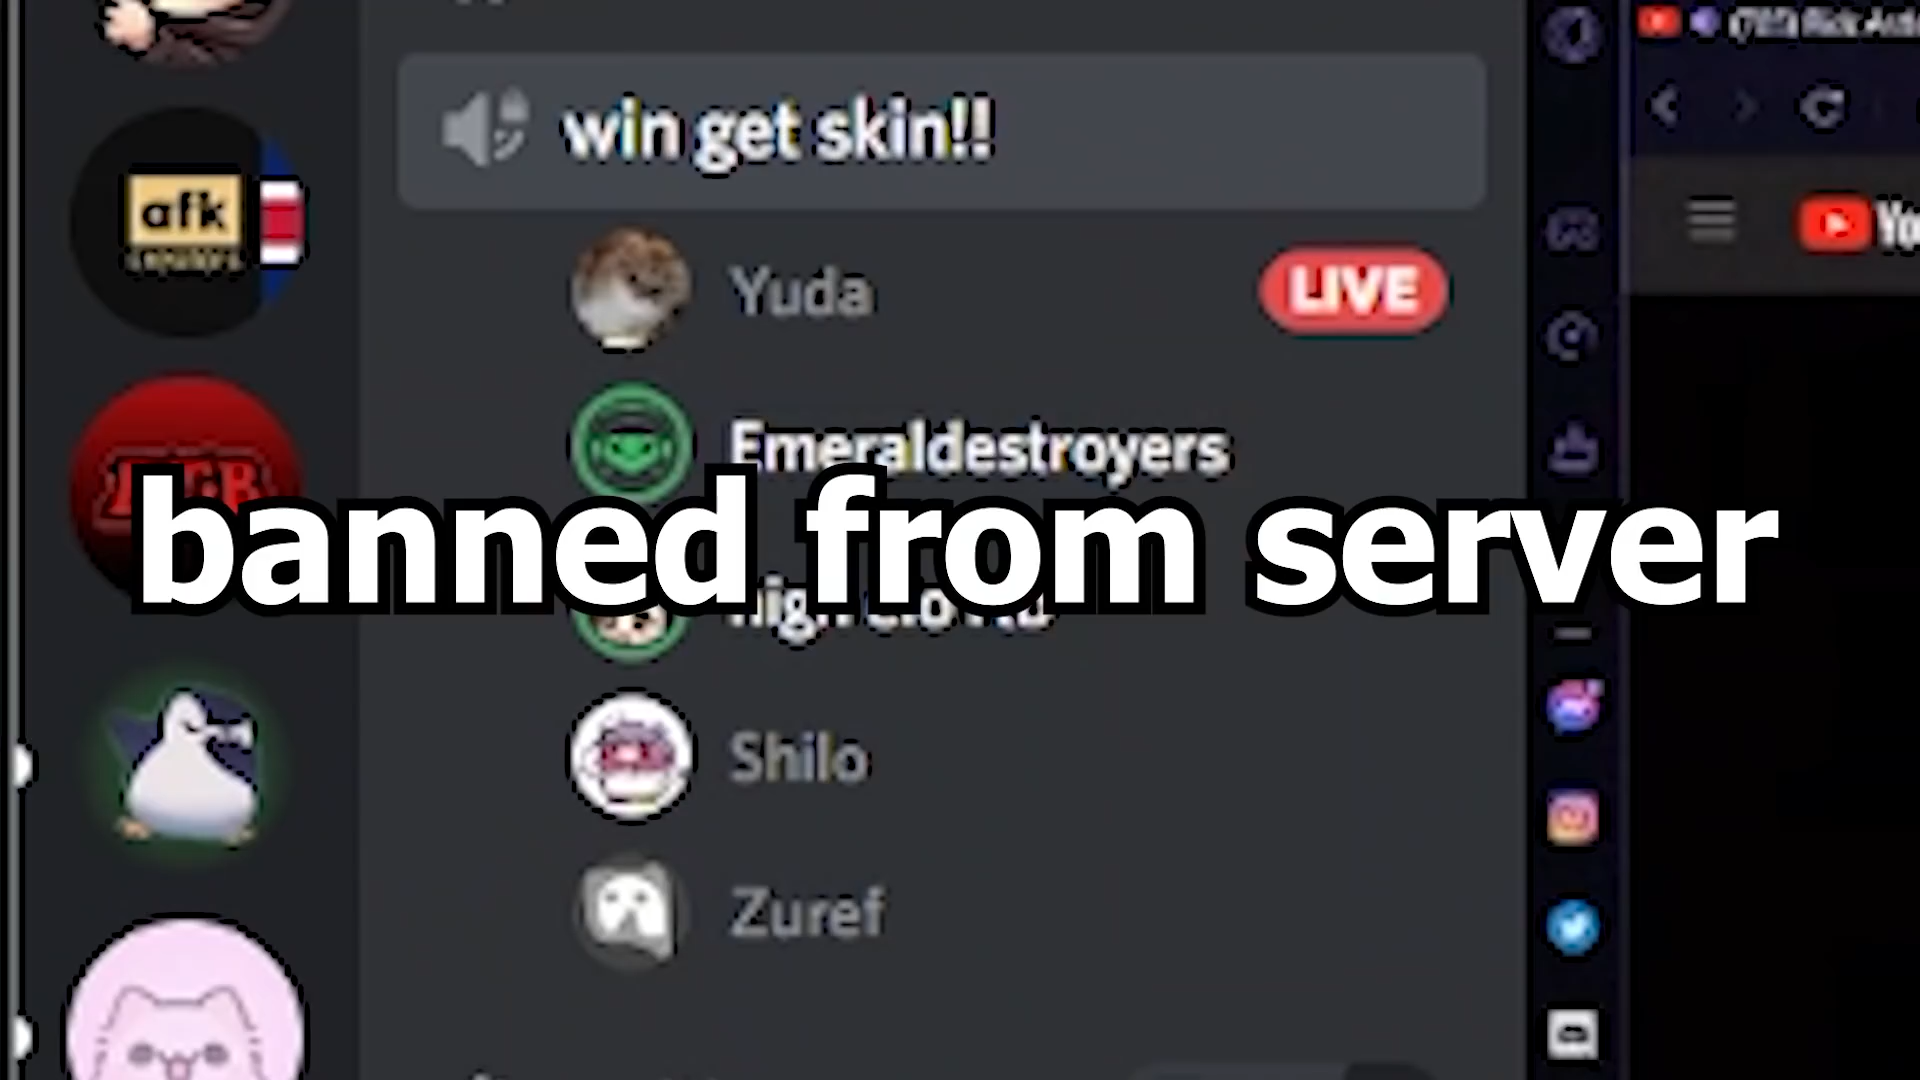 win get skin!!
afk
Yuda
LIVE
Emeraldestroyers
banned from server
Shilo
Zuref